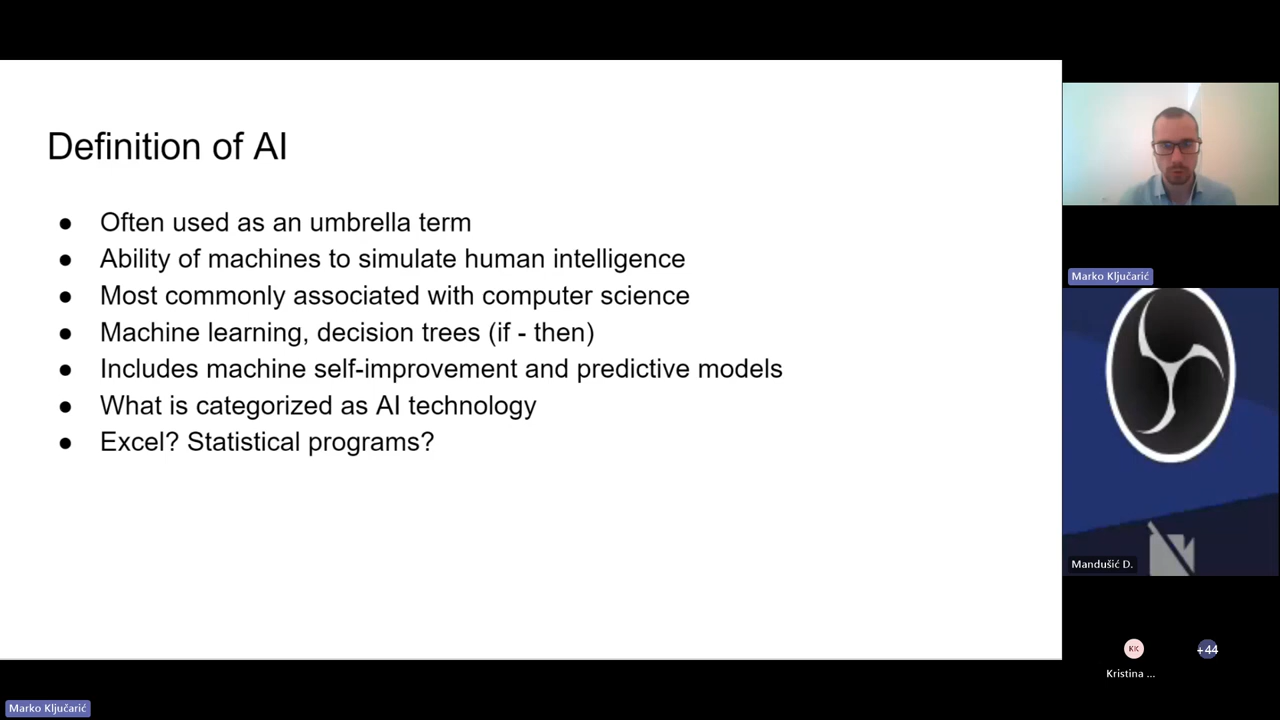 Definition of AI
● Often used as an umbrella term
● Ability of machines to simulate human intelligence
● Most commonly associated with computer science
● Machine learning, decision trees (if - then)
● Includes machine self-improvement and predictive models
● What is categorized as AI technology
● Excel? Statistical programs?
Marko Ključarić
Mandušić D.
KK
+44
Kristina ...
Marko Ključarić